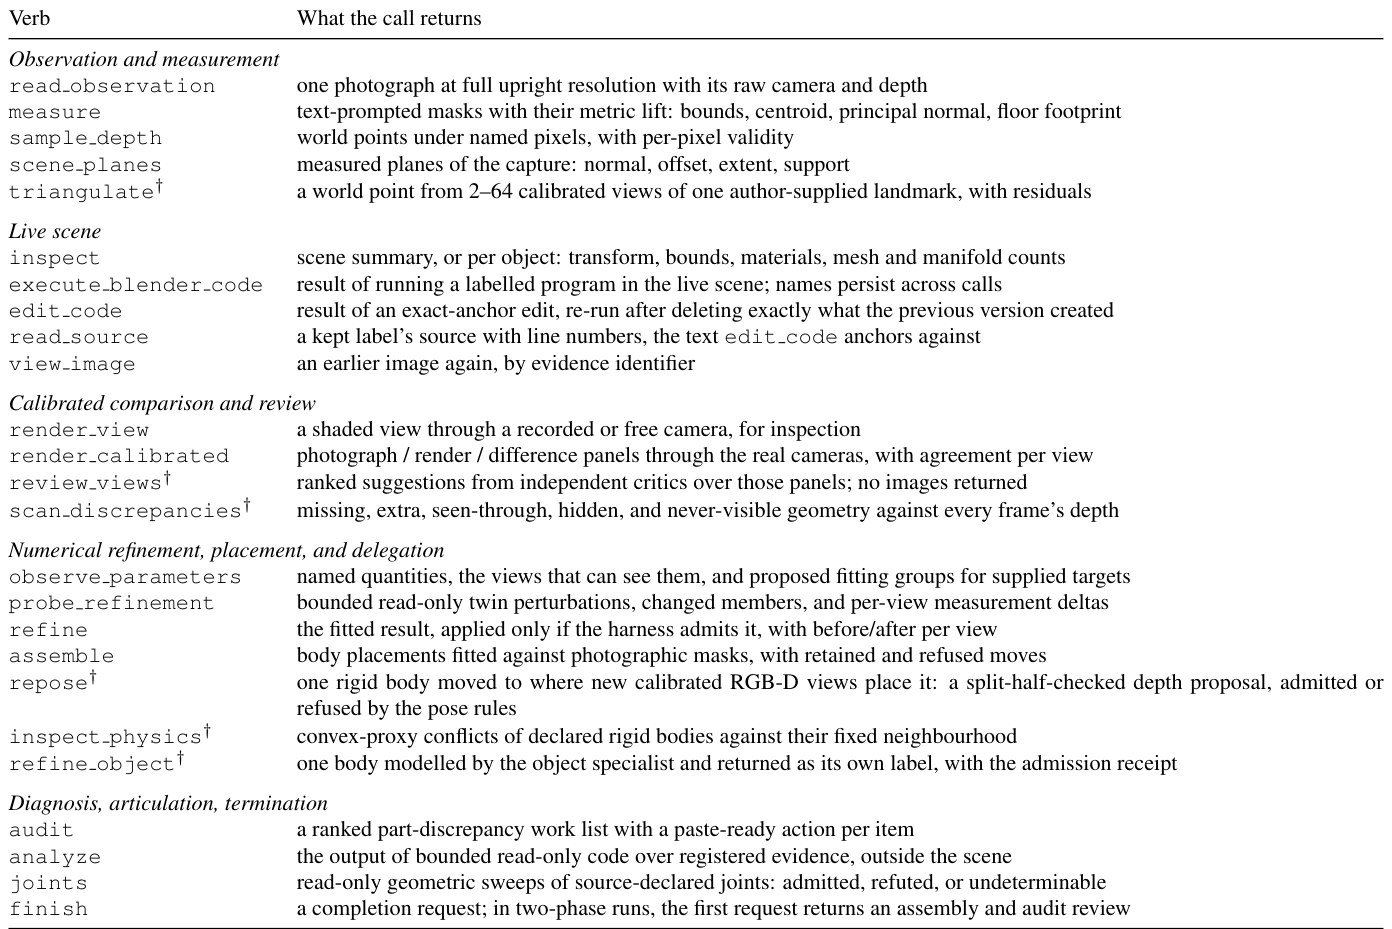 Verb What the call returns
Observation and measurement
read_observation one photograph at full upright resolution with its raw camera and depth
measure text-prompted masks with their metric lift: bounds, centroid, principal normal, floor footprint
sample_depth world points under named pixels, with per-pixel validity
scene_planes measured planes of the capture: normal, offset, extent, support
triangulate† a world point from 2–64 calibrated views of one author-supplied landmark, with residuals
Live scene
inspect scene summary, or per object: transform, bounds, materials, mesh and manifold counts
execute_blender_code result of running a labelled program in the live scene; names persist across calls
edit_code result of an exact-anchor edit, re-run after deleting exactly what the previous version created
read_source a kept label's source with line numbers, the text edit_code anchors against
view_image an earlier image again, by evidence identifier
Calibrated comparison and review
render_view a shaded view through a recorded or free camera, for inspection
render_calibrated photograph / render / difference panels through the real cameras, with agreement per view
review_views† ranked suggestions from independent critics over those panels; no images returned
scan_discrepancies† missing, extra, seen-through, hidden, and never-visible geometry against every frame's depth
Numerical refinement, placement, and delegation
observe_parameters named quantities, the views that can see them, and proposed fitting groups for supplied targets
probe_refinement bounded read-only twin perturbations, changed members, and per-view measurement deltas
refine the fitted result, applied only if the harness admits it, with before/after per view
assemble body placements fitted against photographic masks, with retained and refused moves
repose† one rigid body moved to where new calibrated RGB-D views place it: a split-half-checked depth proposal, admitted or
refused by the pose rules
inspect_physics† convex-proxy conflicts of declared rigid bodies against their fixed neighbourhood
refine_object† one body modelled by the object specialist and returned as its own label, with the admission receipt
Diagnosis, articulation, termination
audit a ranked part-discrepancy work list with a paste-ready action per item
analyze the output of bounded read-only code over registered evidence, outside the scene
joints read-only geometric sweeps of source-declared joints: admitted, refuted, or undeterminable
finish a completion request; in two-phase runs, the first request returns an assembly and audit review